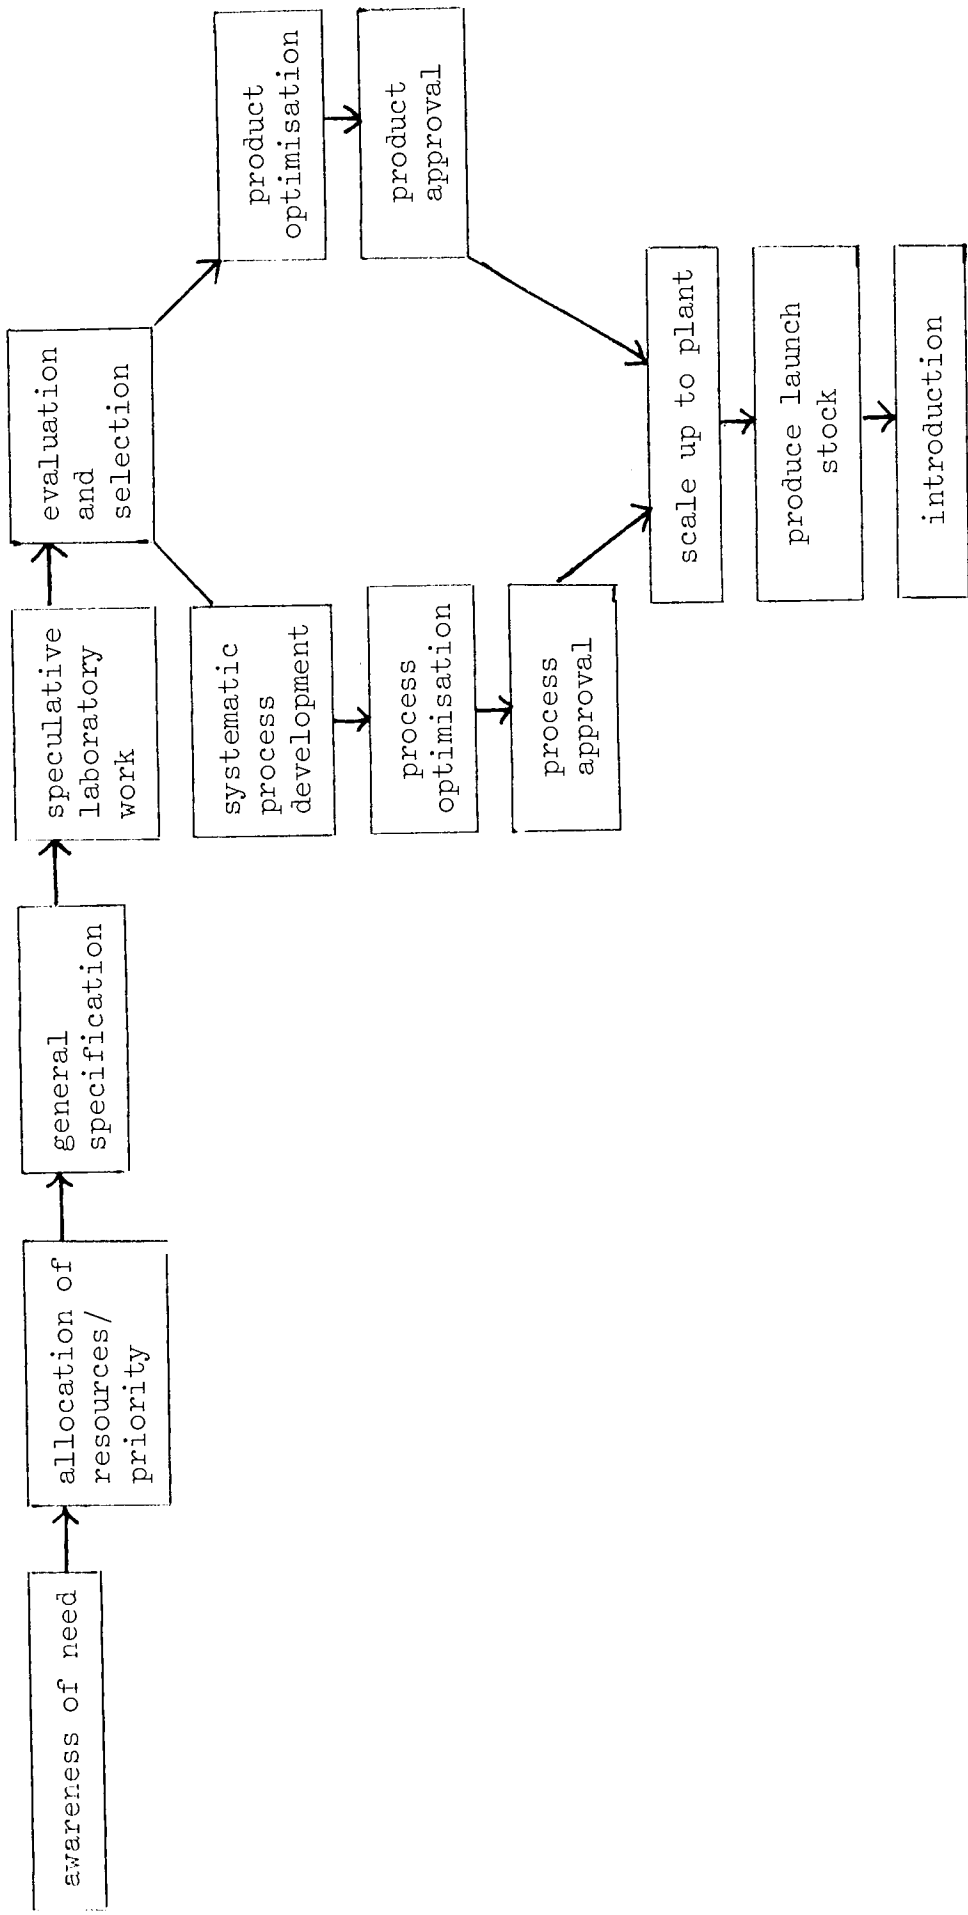 awareness of need
allocation of
resources/
priority
general
specification
speculative
laboratory
work
evaluation
and
selection
systematic
process
development
process
optimisation
process
approval
product
optimisation
product
approval
scale up to plant
produce launch
stock
introduction